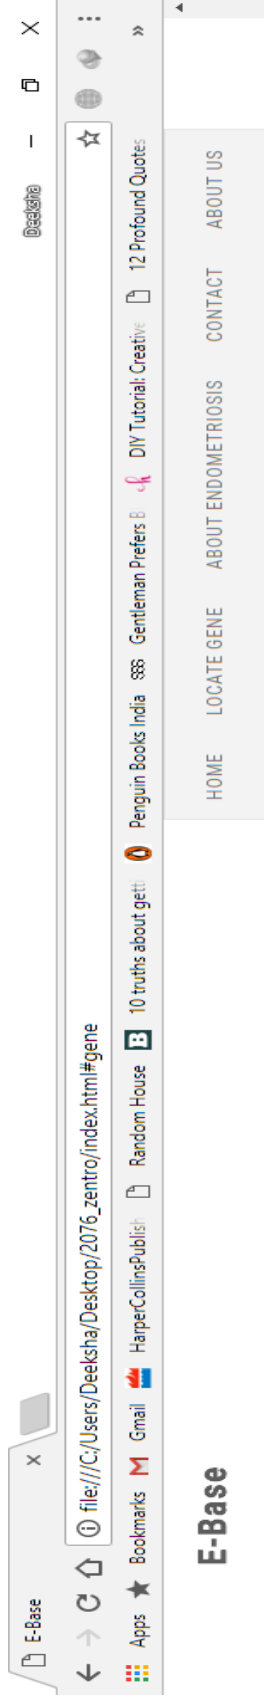 E-Base
Deeksha
file:///C:/Users/Deeksha/Desktop/2076_zentro/index.html#gene
Apps Bookmarks Gmail HarperCollinsPublish Random House 10 truths about getti Penguin Books India Gentleman Prefers B DIY Tutorial: Creative 12 Profound Quotes
E-Base HOME LOCATE GENE ABOUT ENDOMETRIOSIS CONTACT ABOUT US